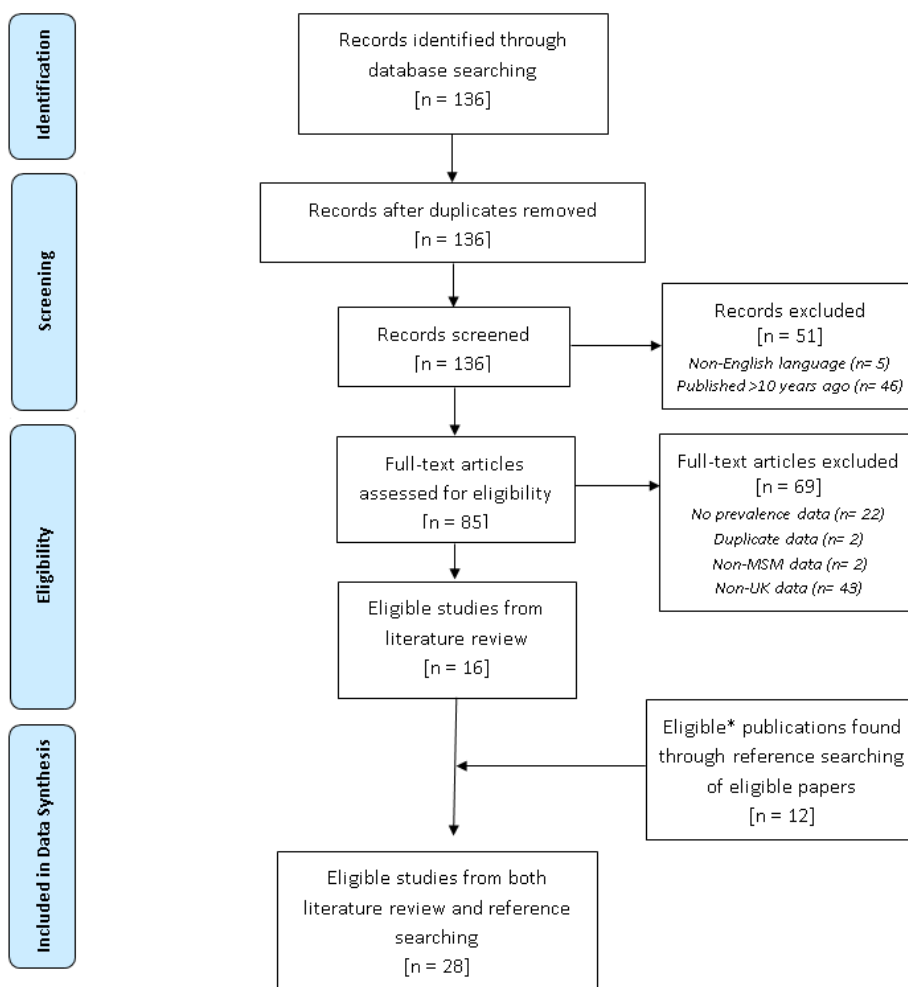 Identification
Records identified through
database searching
[n = 136]
Screening
Records after duplicates removed
[n = 136]
Records screened
[n = 136]
Records excluded
[n = 51]
Non-English language (n= 5)
Published >10 years ago (n= 46)
Eligibility
Full-text articles
assessed for eligibility
[n = 85]
Full-text articles excluded
[n = 69]
No prevalence data (n= 22)
Duplicate data (n= 2)
Non-MSM data (n= 2)
Non-UK data (n= 43)
Eligible studies from
literature review
[n = 16]
Included in Data Synthesis
Eligible* publications found
through reference searching
of eligible papers
[n = 12]
Eligible studies from both
literature review and reference
searching
[n = 28]